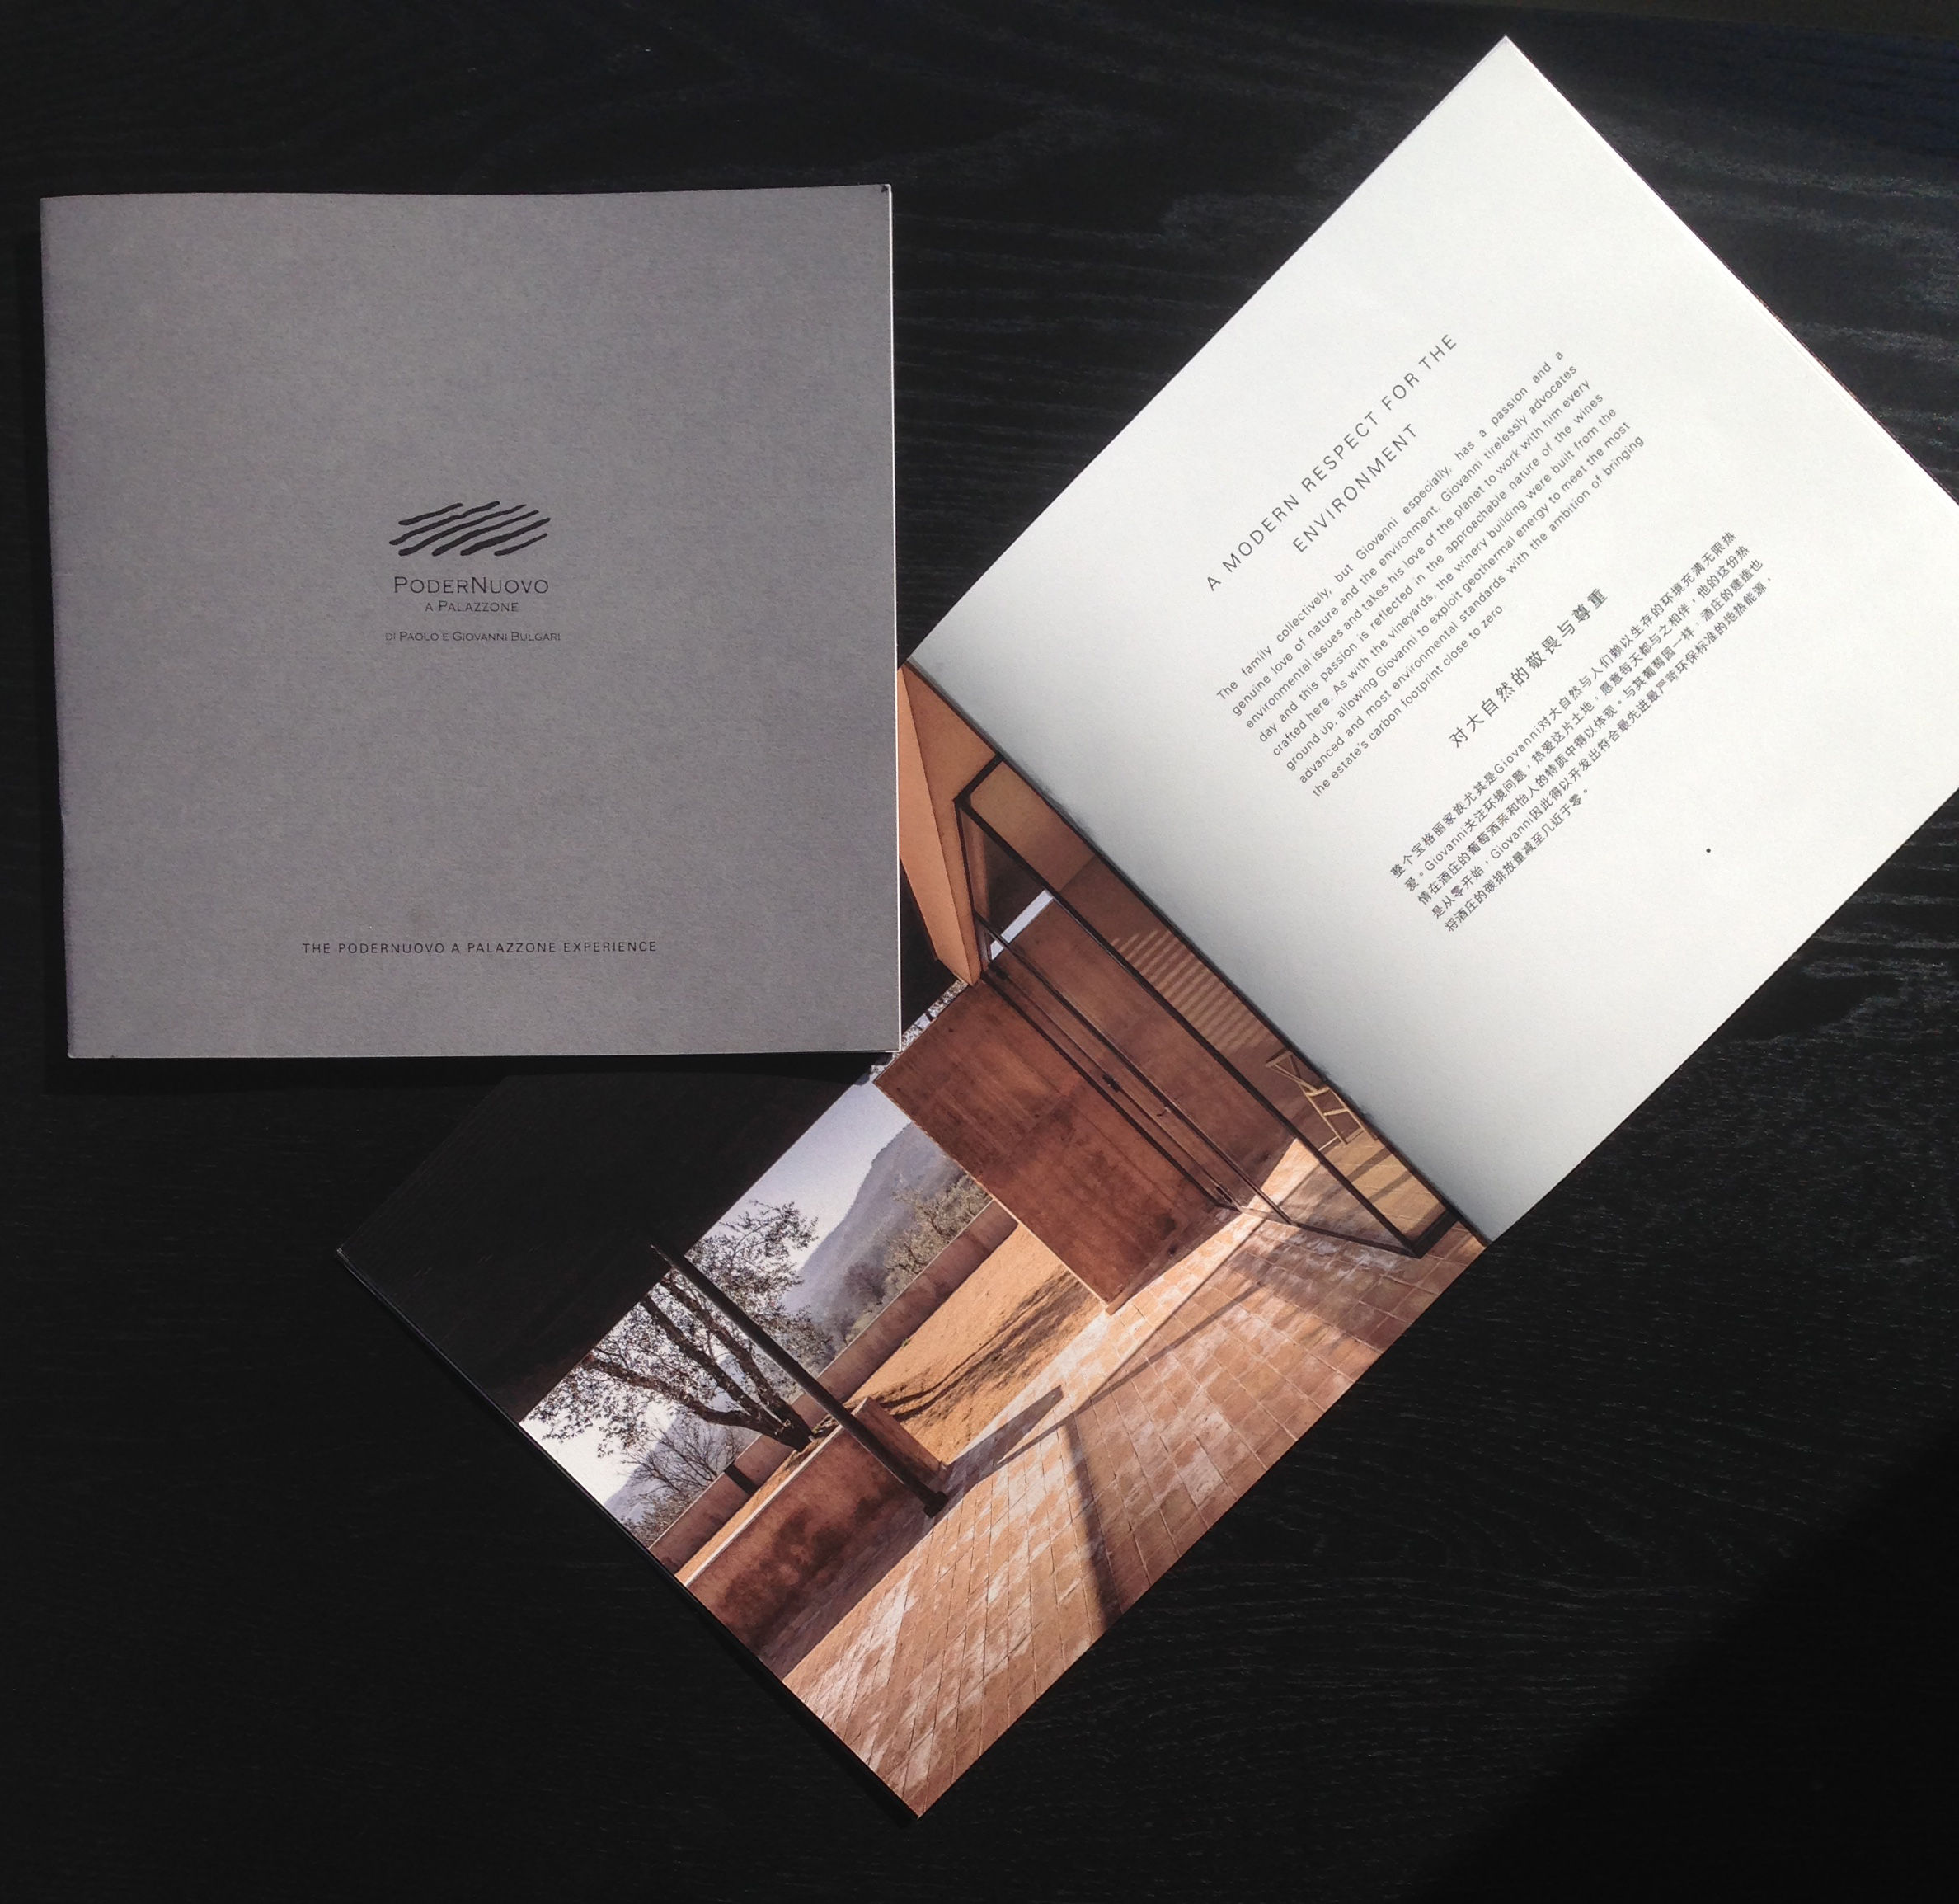 PODERNUOVO
A PALAZZONE
DI PAOLO E GIOVANNI BULGARI
THE PODERNUOVO A PALAZZONE EXPERIENCE
A MODERN RESPECT FOR THE
ENVIRONMENT
The family collectively, but Giovanni especially, has a passion and a
genuine love of nature and the environment. Giovanni tirelessly advocates
environmental issues and takes his love of the planet to work with him every
day and this passion is reflected in the approachable nature of the wines
crafted here. As with the vineyards, the winery building were built from the
ground up, allowing Giovanni to exploit geothermal energy to meet the most
advanced and most environmental standards with the ambition of bringing
the estate's carbon footprint close to zero
对大自然的敬畏与尊重
整个宝格丽家族尤其是Giovanni对大自然与人们赖以生存的环境充满无限热
爱。Giovanni关注环境问题，热爱这片土地，愿意每天都与之相伴，他的这份热
情在酒庄的葡萄酒亲和怡人的特质中得以体现。与其葡萄园一样，酒庄的建造也
是从零开始，Giovanni因此得以开发出符合最先进最严苛环保标准的地热能源，
将酒庄的碳排放量减至几近于零。